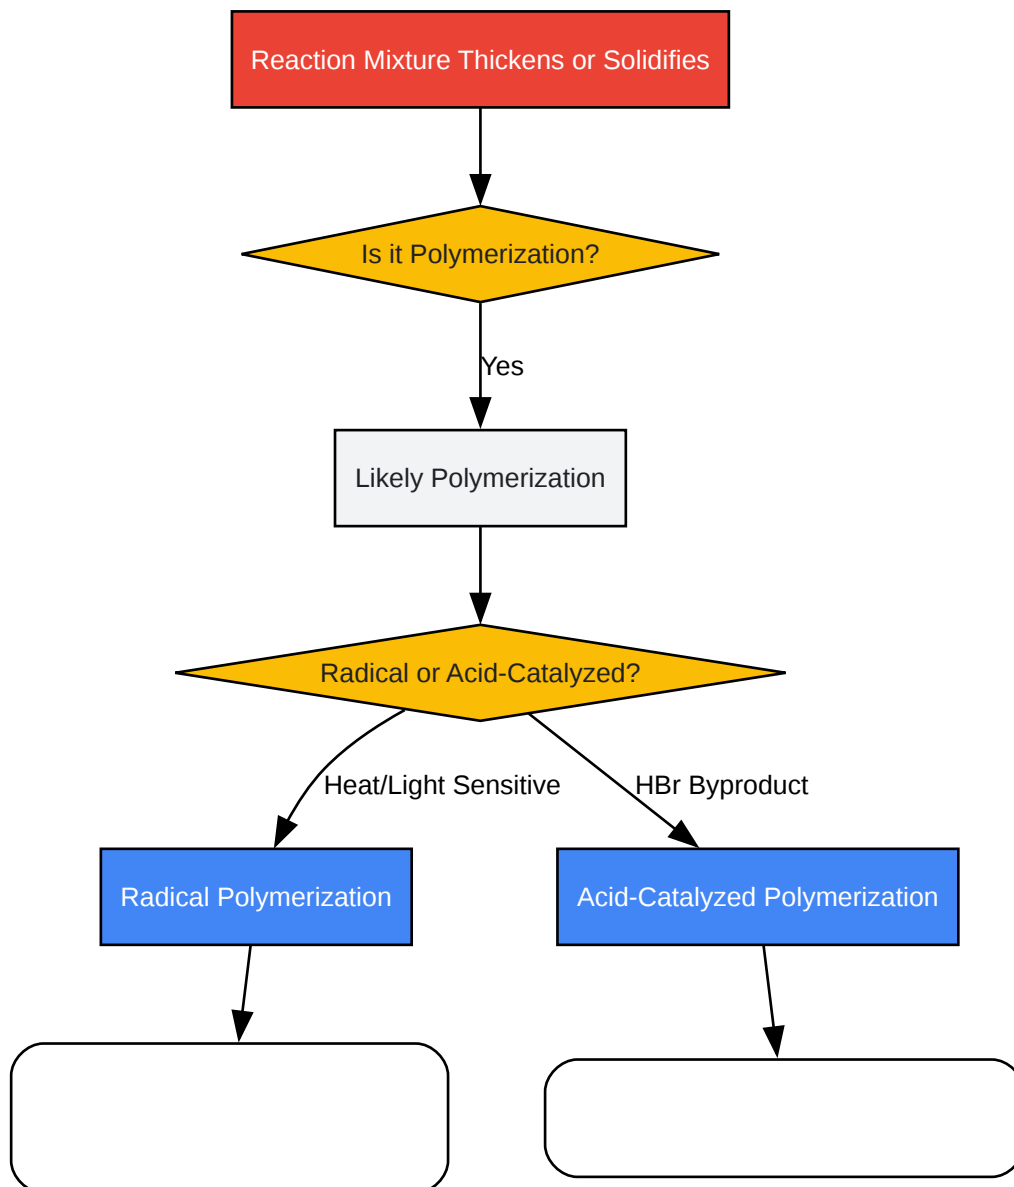 Reaction Mixture Thickens or Solidifies
Is it Polymerization?
Yes
Likely Polymerization
Radical or Acid-Catalyzed?
Heat/Light Sensitive
HBr Byproduct
Radical Polymerization
Acid-Catalyzed Polymerization